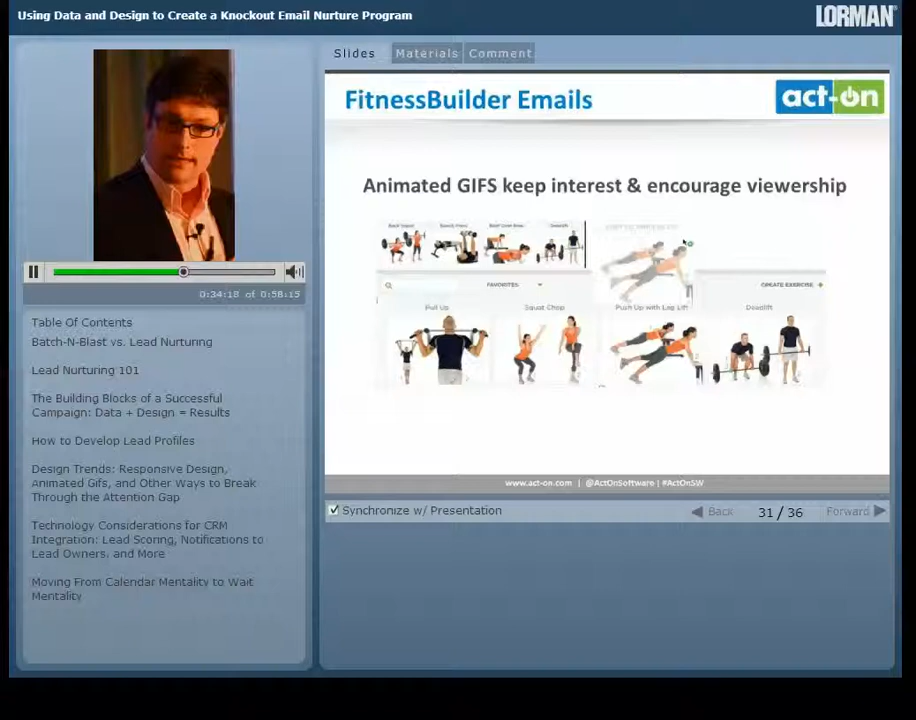 Using Data and Design to Create a Knockout Email Nurture Program
LORMAN
Slides
Materials
Comment
FitnessBuilder Emails
act-on
Animated GIFS keep interest & encourage viewership
FAVORITES
CREATE EXERCISE
Pull Up
Squat Chop
Push Up with Leg Lift
Deadlift
www.act-on.com | @ActOnSoftware | #ActOnSW
0:34:18 of 0:58:15
Table Of Contents
Batch-N-Blast vs. Lead Nurturing
Lead Nurturing 101
The Building Blocks of a Successful
Campaign: Data + Design = Results
How to Develop Lead Profiles
Design Trends: Responsive Design,
Animated Gifs, and Other Ways to Break
Through the Attention Gap
Technology Considerations for CRM
Integration: Lead Scoring, Notifications to
Lead Owners, and More
Moving From Calendar Mentality to Wait
Mentality
Synchronize w/ Presentation
Back
31 / 36
Forward